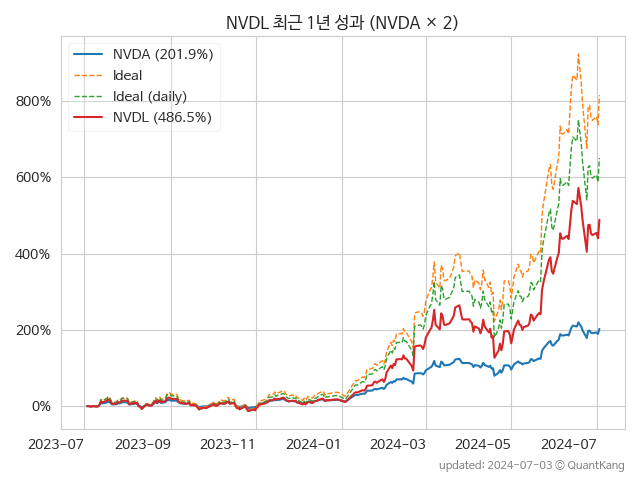 NVDL 최근 1년 성과 (NVDA × 2)
NVDA (201.9%)
Ideal
Ideal (daily)
NVDL (486.5%)
800%
600%
400%
200%
0%
2023-07
2023-09
2023-11
2024-01
2024-03
2024-05
2024-07
updated: 2024-07-03 © QuantKang